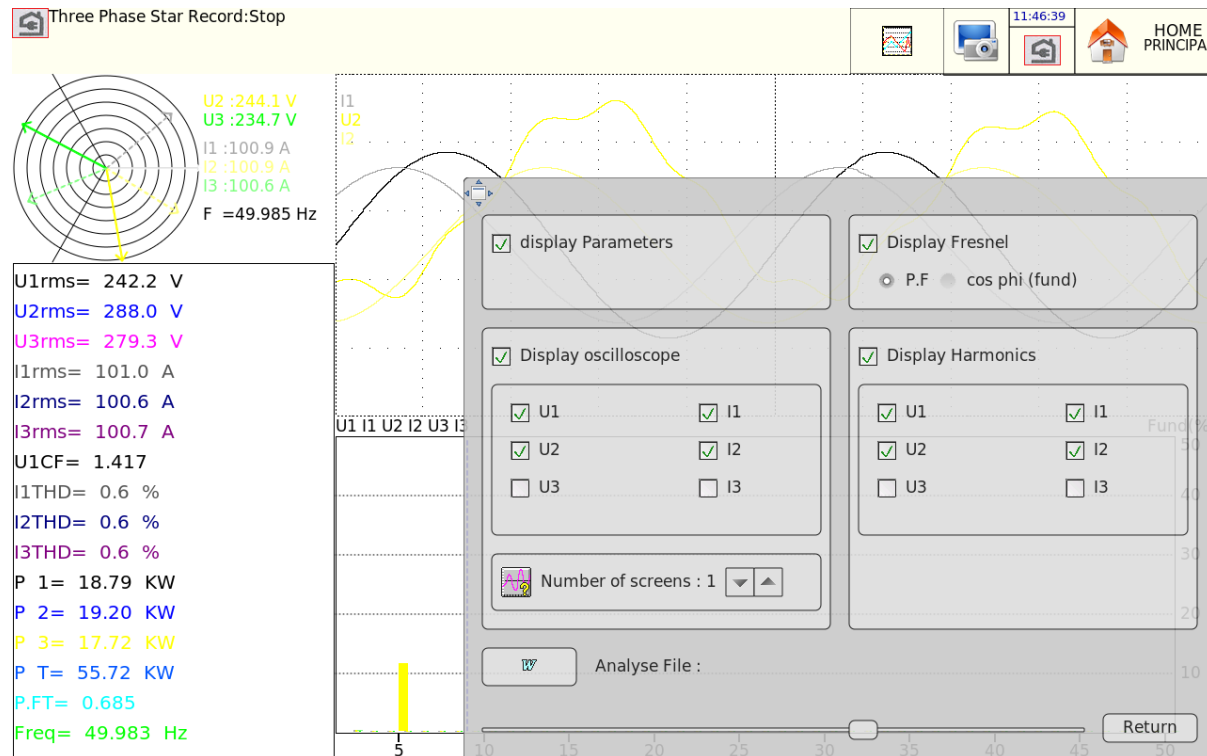 Three Phase Star Record:Stop
11:46:39
HOME
PRINCIPA
U2 :244.1 V
U3 :234.7 V
I1 :100.9 A
I2 :100.9 A
I3 :100.6 A
F =49.985 Hz
I1
U2
I2
U1rms= 242.2 V
U2rms= 288.0 V
U3rms= 279.3 V
I1rms= 101.0 A
I2rms= 100.6 A
I3rms= 100.7 A
U1CF= 1.417
I1THD= 0.6 %
I2THD= 0.6 %
I3THD= 0.6 %
P 1= 18.79 KW
P 2= 19.20 KW
P 3= 17.72 KW
P T= 55.72 KW
P.FT= 0.685
Freq= 49.983 Hz
display Parameters
Display Fresnel
P.F cos phi (fund)
Display oscilloscope
U1 I1
U2 I2
U3 I3
Display Harmonics
U1 I1
U2 I2
U3 I3
Number of screens : 1
W Analyse File :
Return
U1 I1 U2 I2 U3 I3
Fund(%
50
40
30
20
10
5 10 15 20 25 30 35 40 45 50